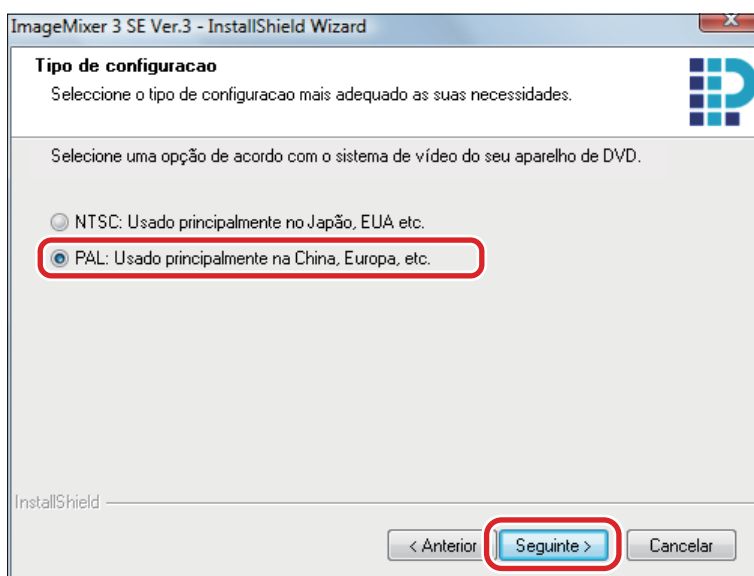 ImageMixer 3 SE Ver.3 - InstallShield Wizard
Tipo de configuracao
Seleccione o tipo de configuracao mais adequado as suas necessidades.
Selecione uma opção de acordo com o sistema de vídeo do seu aparelho de DVD.
NTSC: Usado principalmente no Japão, EUA etc.
PAL: Usado principalmente na China, Europa, etc.
InstallShield
< Anterior Seguinte > Cancelar